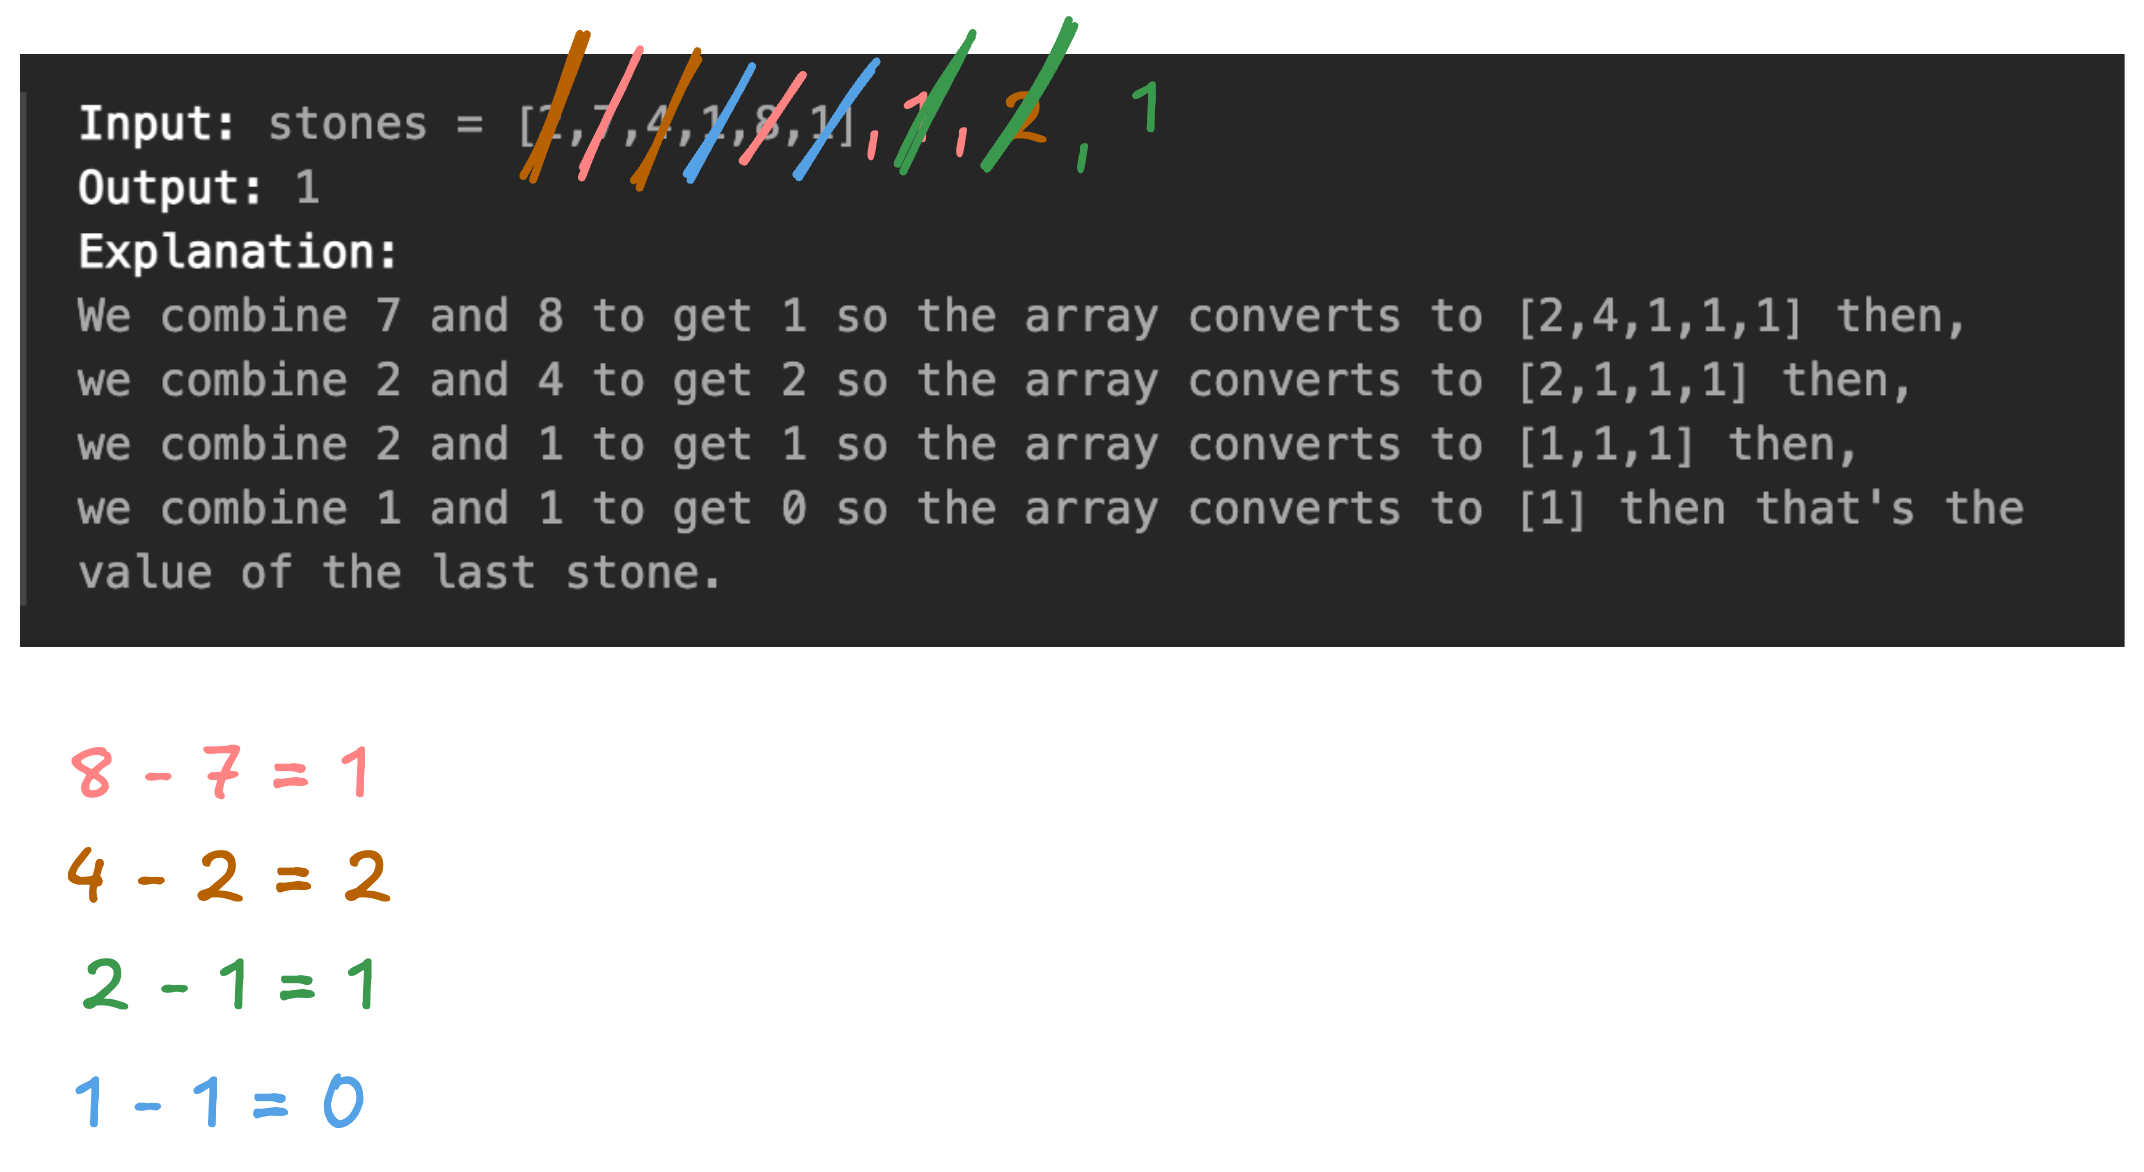 Input: stones = [2,7,4,1,8,1], 1, 2, 1
Output: 1
Explanation:
We combine 7 and 8 to get 1 so the array converts to [2,4,1,1,1] then,
we combine 2 and 4 to get 2 so the array converts to [2,1,1,1] then,
we combine 2 and 1 to get 1 so the array converts to [1,1,1] then,
we combine 1 and 1 to get 0 so the array converts to [1] then that's the
value of the last stone.
8 - 7 = 1
4 - 2 = 2
2 - 1 = 1
1 - 1 = 0